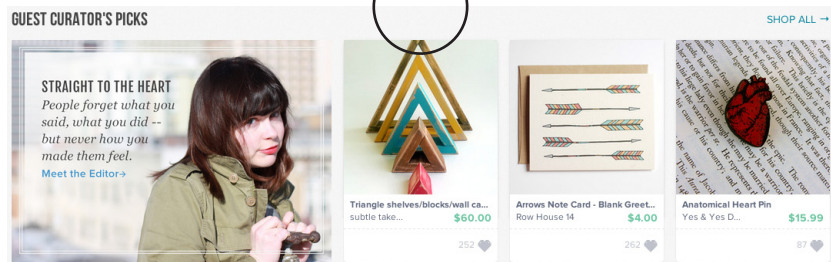 GUEST CURATOR'S PICKS
SHOP ALL →
STRAIGHT TO THE HEART
People forget what you
said, what you did --
but never how you
made them feel.
Meet the Editor→
Triangle shelves/blocks/wall ca...
subtle take...
$60.00
252
Arrows Note Card - Blank Greet...
Row House 14
$4.00
262
Anatomical Heart Pin
Yes & Yes D...
$15.99
87